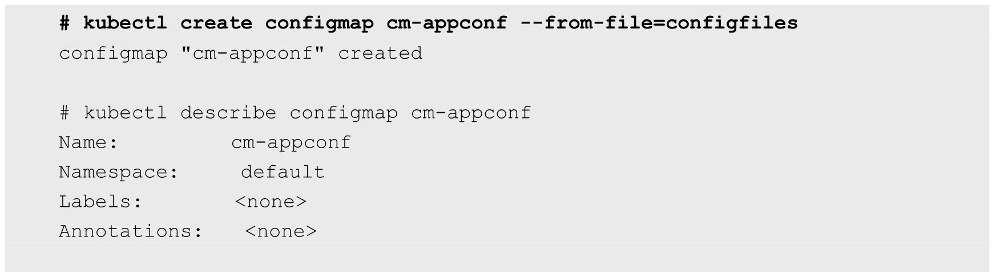 # kubectl create configmap cm-appconf --from-file=configfiles
configmap "cm-appconf" created
# kubectl describe configmap cm-appconf
Name:         cm-appconf
Namespace:     default
Labels:        <none>
Annotations:   <none>